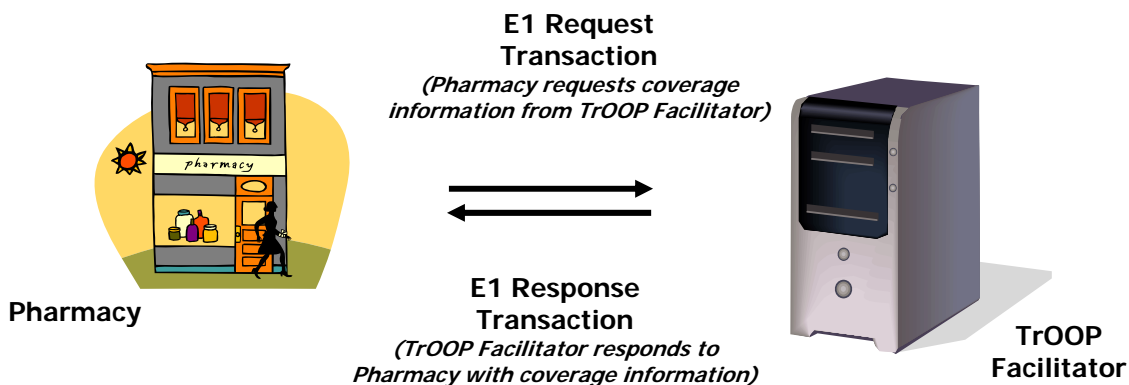 E1 Request
Transaction
(Pharmacy requests coverage
information from TrOOP Facilitator)
pharmacy
E1 Response
Transaction
(TrOOP Facilitator responds to
Pharmacy with coverage information)
Pharmacy
TrOOP
Facilitator